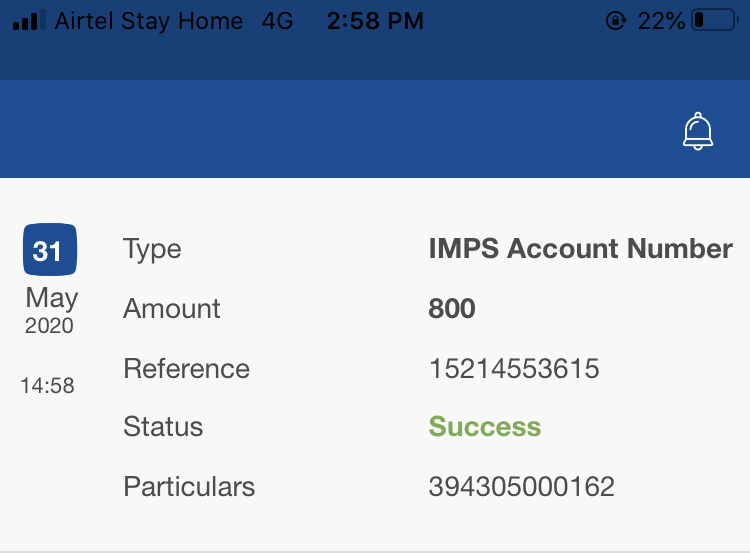 Airtel Stay Home 4G 2:58 PM 22%
31 Type IMPS Account Number
May
2020
Amount 800
Reference 15214553615
14:58
Status Success
Particulars 394305000162